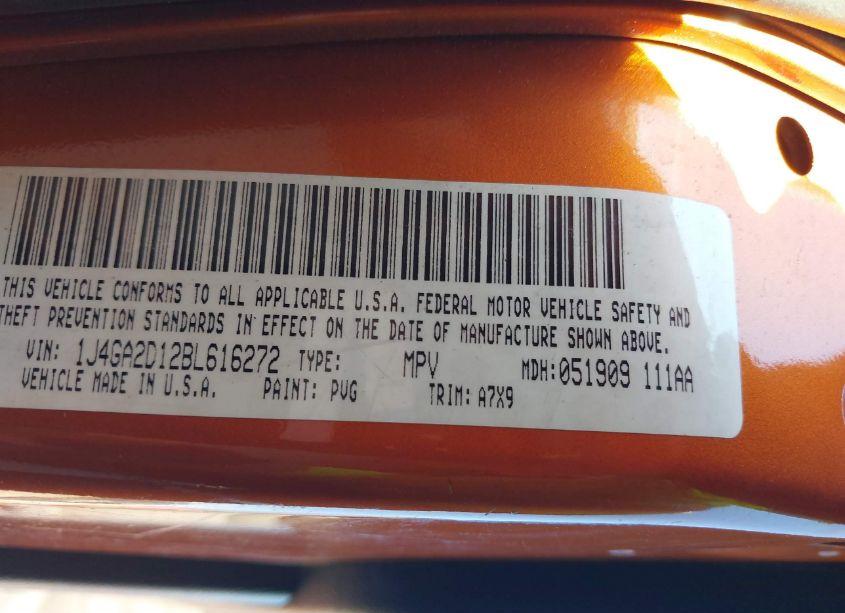 THIS VEHICLE CONFORMS TO ALL APPLICABLE U.S.A. FEDERAL MOTOR VEHICLE SAFETY AND
THEFT PREVENTION STANDARDS IN EFFECT ON THE DATE OF MANUFACTURE SHOWN ABOVE.
VIN: 1J4GA2D12BL616272 TYPE: MPV MDH:051909 111AA
VEHICLE MADE IN U.S.A. PAINT: PVG TRIM: A7X9